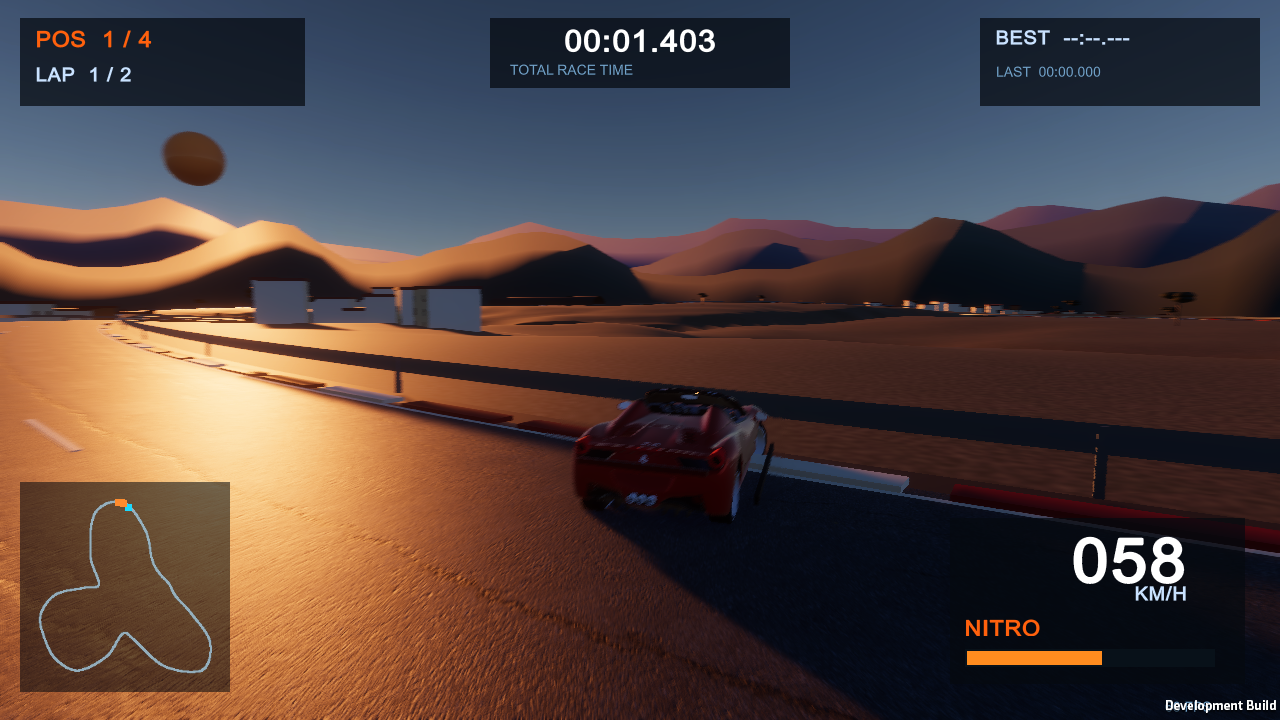 POS 1 / 4
LAP 1 / 2
00:01.403
TOTAL RACE TIME
BEST --:--.---
LAST 00:00.000
058
KM/H
NITRO
Development Build